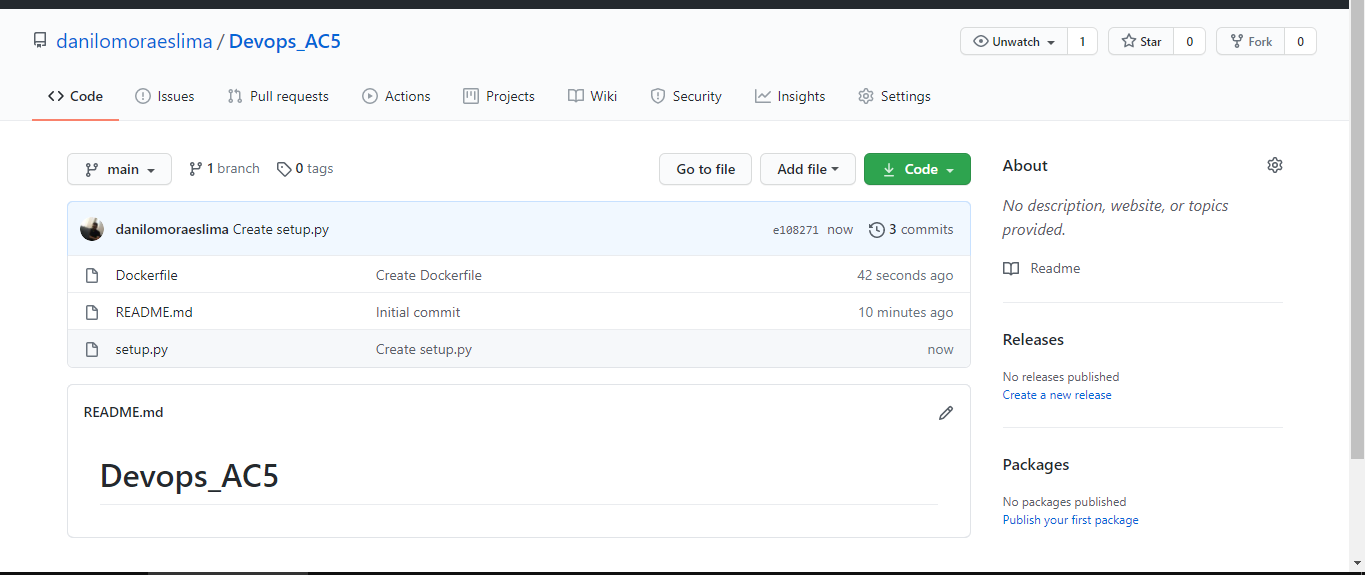 danilomoraeslima / Devops_AC5
Unwatch 1 Star 0 Fork 0
Code Issues Pull requests Actions Projects Wiki Security Insights Settings
main 1 branch 0 tags Go to file Add file Code
danilomoraeslima Create setup.py e108271 now 3 commits
Dockerfile Create Dockerfile 42 seconds ago
README.md Initial commit 10 minutes ago
setup.py Create setup.py now
README.md
Devops_AC5
About
No description, website, or topics
provided.
Readme
Releases
No releases published
Create a new release
Packages
No packages published
Publish your first package